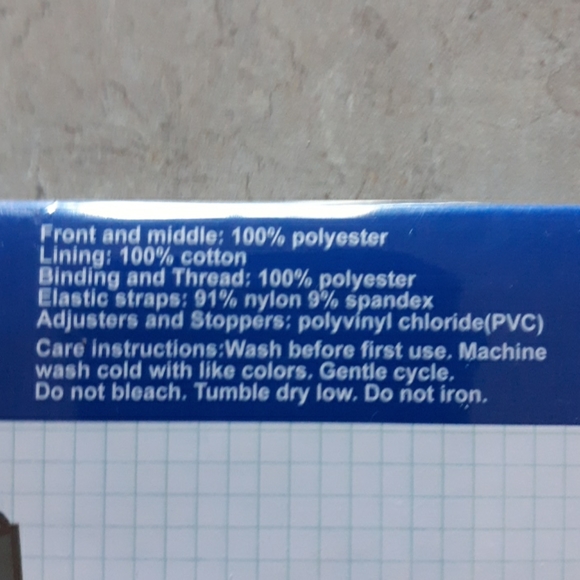 Front and middle: 100% polyester
Lining: 100% cotton
Binding and Thread: 100% polyester
Elastic straps: 91% nylon 9% spandex
Adjusters and Stoppers: polyvinyl chloride(PVC)
Care instructions:Wash before first use. Machine
wash cold with like colors. Gentle cycle.
Do not bleach. Tumble dry low. Do not iron.